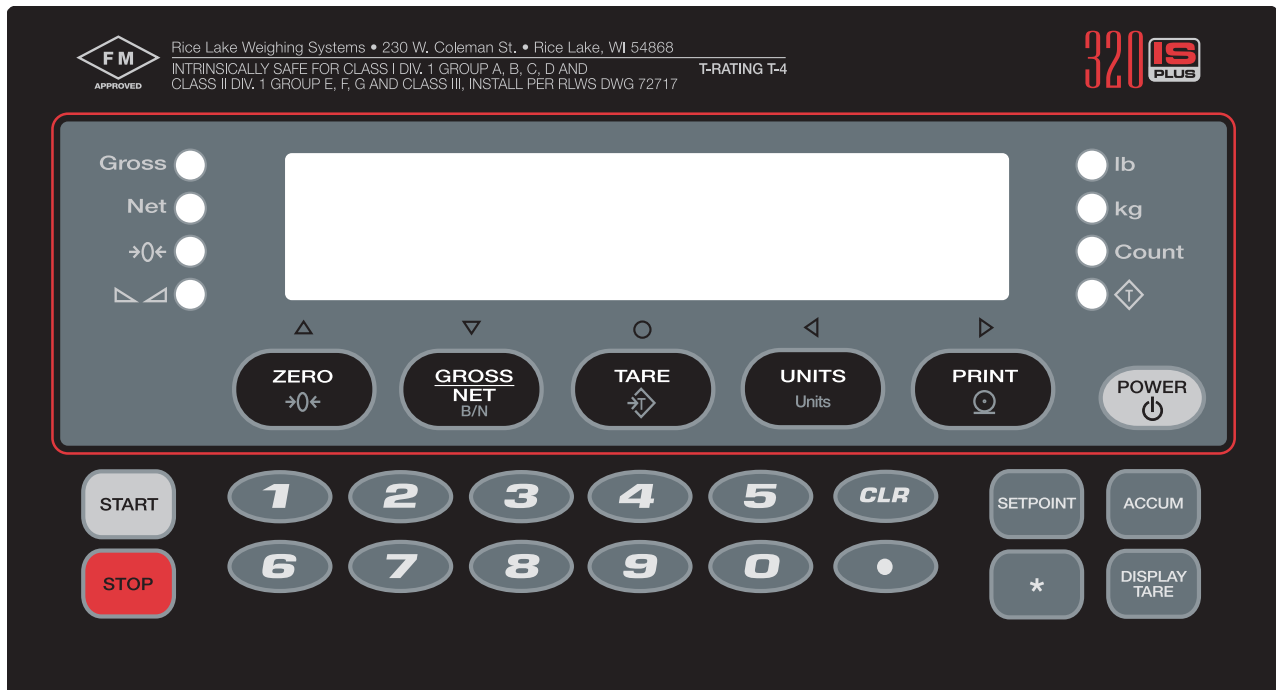 FM
APPROVED
Rice Lake Weighing Systems • 230 W. Coleman St. • Rice Lake, WI 54868
INTRINSICALLY SAFE FOR CLASS I DIV. 1 GROUP A, B, C, D AND T-RATING T-4
CLASS II DIV. 1 GROUP E, F, G AND CLASS III, INSTALL PER RLWS DWG 72717
320 IS
PLUS
Gross
Net
→0←
lb
kg
Count
T
ZERO
→0←
GROSS
NET
B/N
TARE
→T
UNITS
Units
PRINT
POWER
START
STOP
1 2 3 4 5 CLR
6 7 8 9 0 •
SETPOINT
ACCUM
*
DISPLAY
TARE